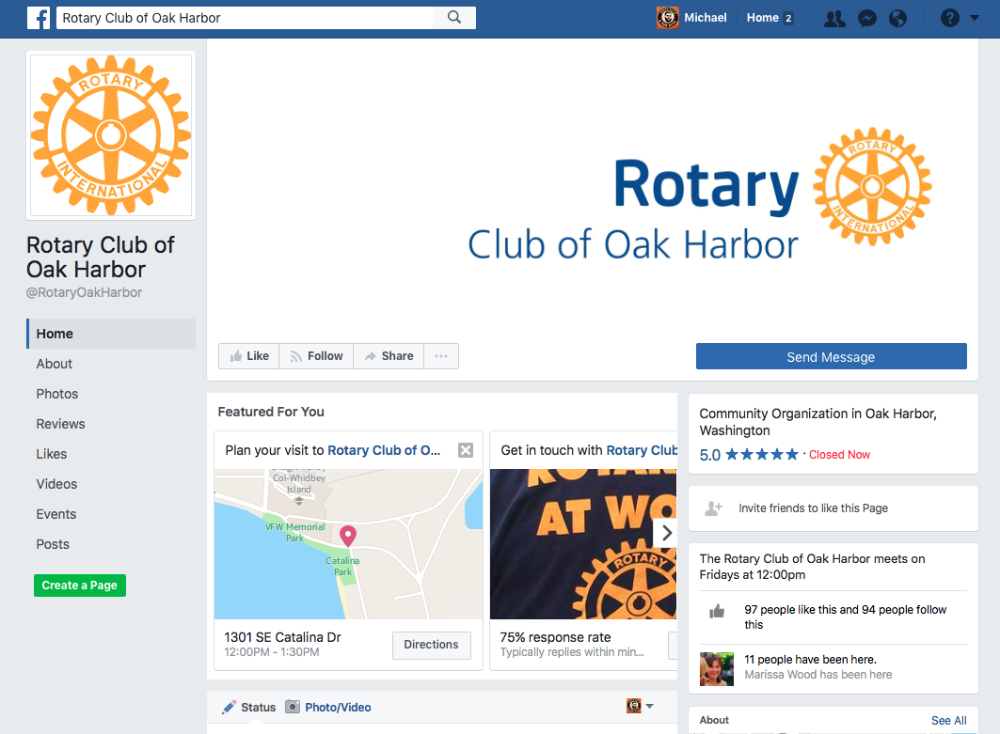 Rotary Club of Oak Harbor
Michael
Home 2
ROTARY
INTERNATIONAL
Rotary Club of
Oak Harbor
@RotaryOakHarbor
Home
About
Photos
Reviews
Likes
Videos
Events
Posts
Create a Page
Rotary
Club of Oak Harbor
ROTARY
INTERNATIONAL
Like
Follow
Share
Send Message
Featured For You
Plan your visit to Rotary Club of O...
Col-Whidbey
Island
VFW Memorial
Park
Catalina
Park
1301 SE Catalina Dr
12:00PM - 1:30PM
Directions
Get in touch with Rotary Club
AT WO
ROTARY
75% response rate
Typically replies within min...
Status
Photo/Video
Community Organization in Oak Harbor,
Washington
5.0 ★★★★★ · Closed Now
Invite friends to like this Page
The Rotary Club of Oak Harbor meets on
Fridays at 12:00pm
97 people like this and 94 people follow
this
11 people have been here.
Marissa Wood has been here
About
See All